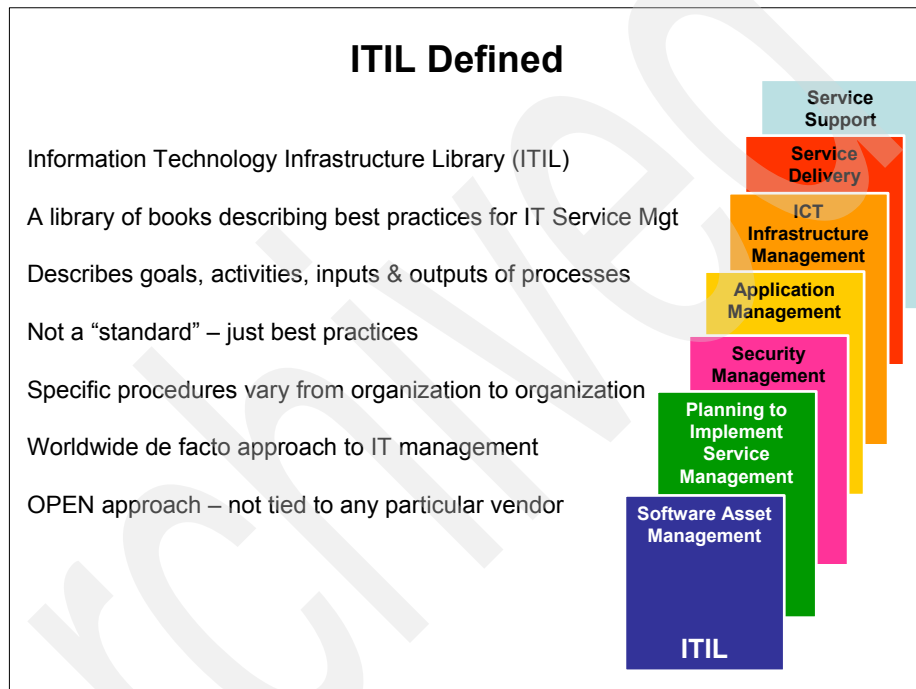 ITIL Defined
Information Technology Infrastructure Library (ITIL)
A library of books describing best practices for IT Service Mgt
Describes goals, activities, inputs & outputs of processes
Not a “standard” – just best practices
Specific procedures vary from organization to organization
Worldwide de facto approach to IT management
OPEN approach – not tied to any particular vendor
Service
Support
Service
Delivery
ICT
Infrastructure
Management
Application
Management
Security
Management
Planning to
Implement
Service
Management
Software Asset
Management
ITIL
rchived